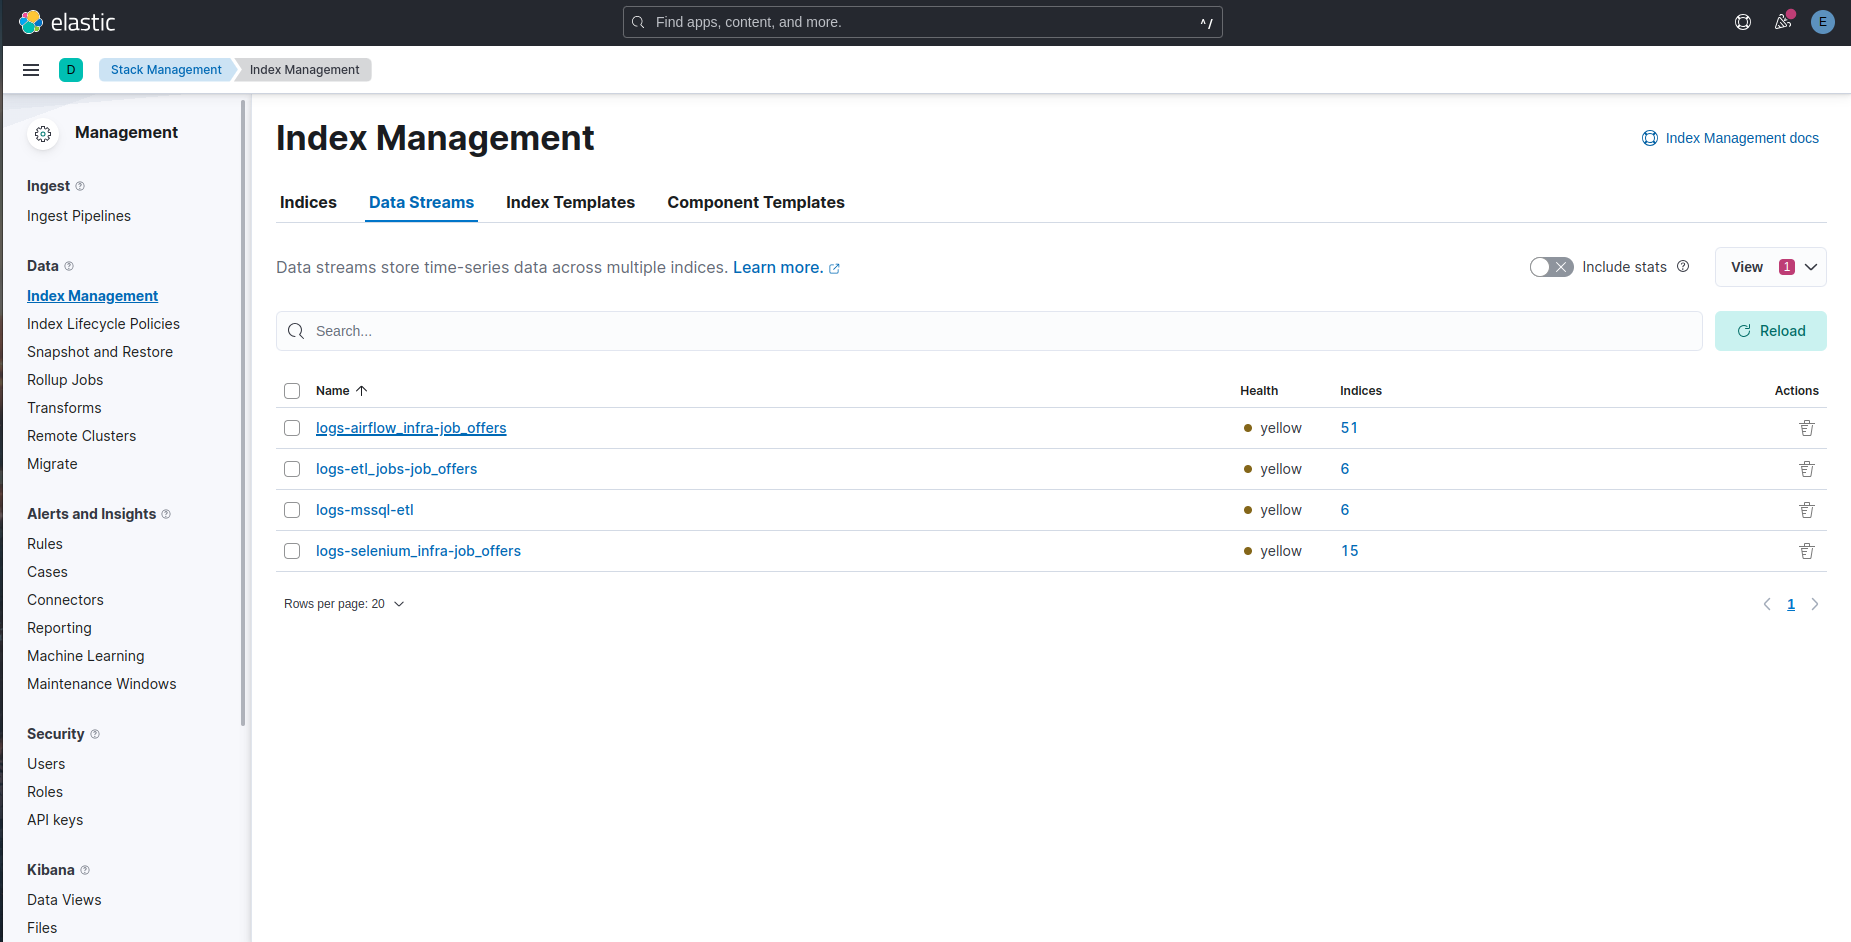 elastic
Find apps, content, and more.
^/
E
D
Stack Management
Index Management
Management
Ingest
Ingest Pipelines
Data
Index Management
Index Lifecycle Policies
Snapshot and Restore
Rollup Jobs
Transforms
Remote Clusters
Migrate
Alerts and Insights
Rules
Cases
Connectors
Reporting
Machine Learning
Maintenance Windows
Security
Users
Roles
API keys
Kibana
Data Views
Files
Index Management
Index Management docs
Indices Data Streams Index Templates Component Templates
Data streams store time-series data across multiple indices. Learn more.
Include stats
View 1
Search...
Reload
Name Health Indices Actions
logs-airflow_infra-job_offers yellow 51
logs-etl_jobs-job_offers yellow 6
logs-mssql-etl yellow 6
logs-selenium_infra-job_offers yellow 15
Rows per page: 20
1